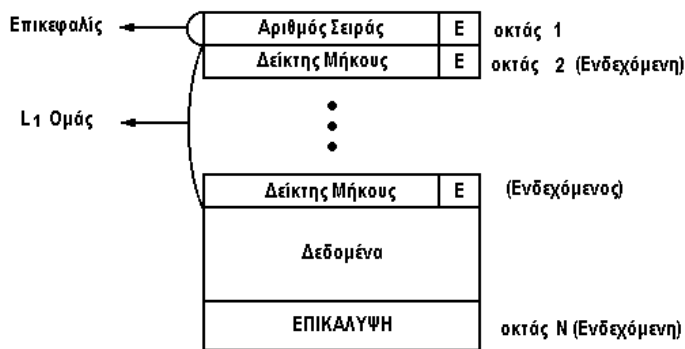 Επικεφαλίς Αριθμός Σειράς Ε οκτάς 1
Δείκτης Μήκους Ε οκτάς 2 (Ενδεχόμενη)
L1 Ομάς
Δείκτης Μήκους Ε (Ενδεχόμενος)
Δεδομένα
ΕΠΙΚΑΛΥΨΗ οκτάς Ν (Ενδεχόμενη)